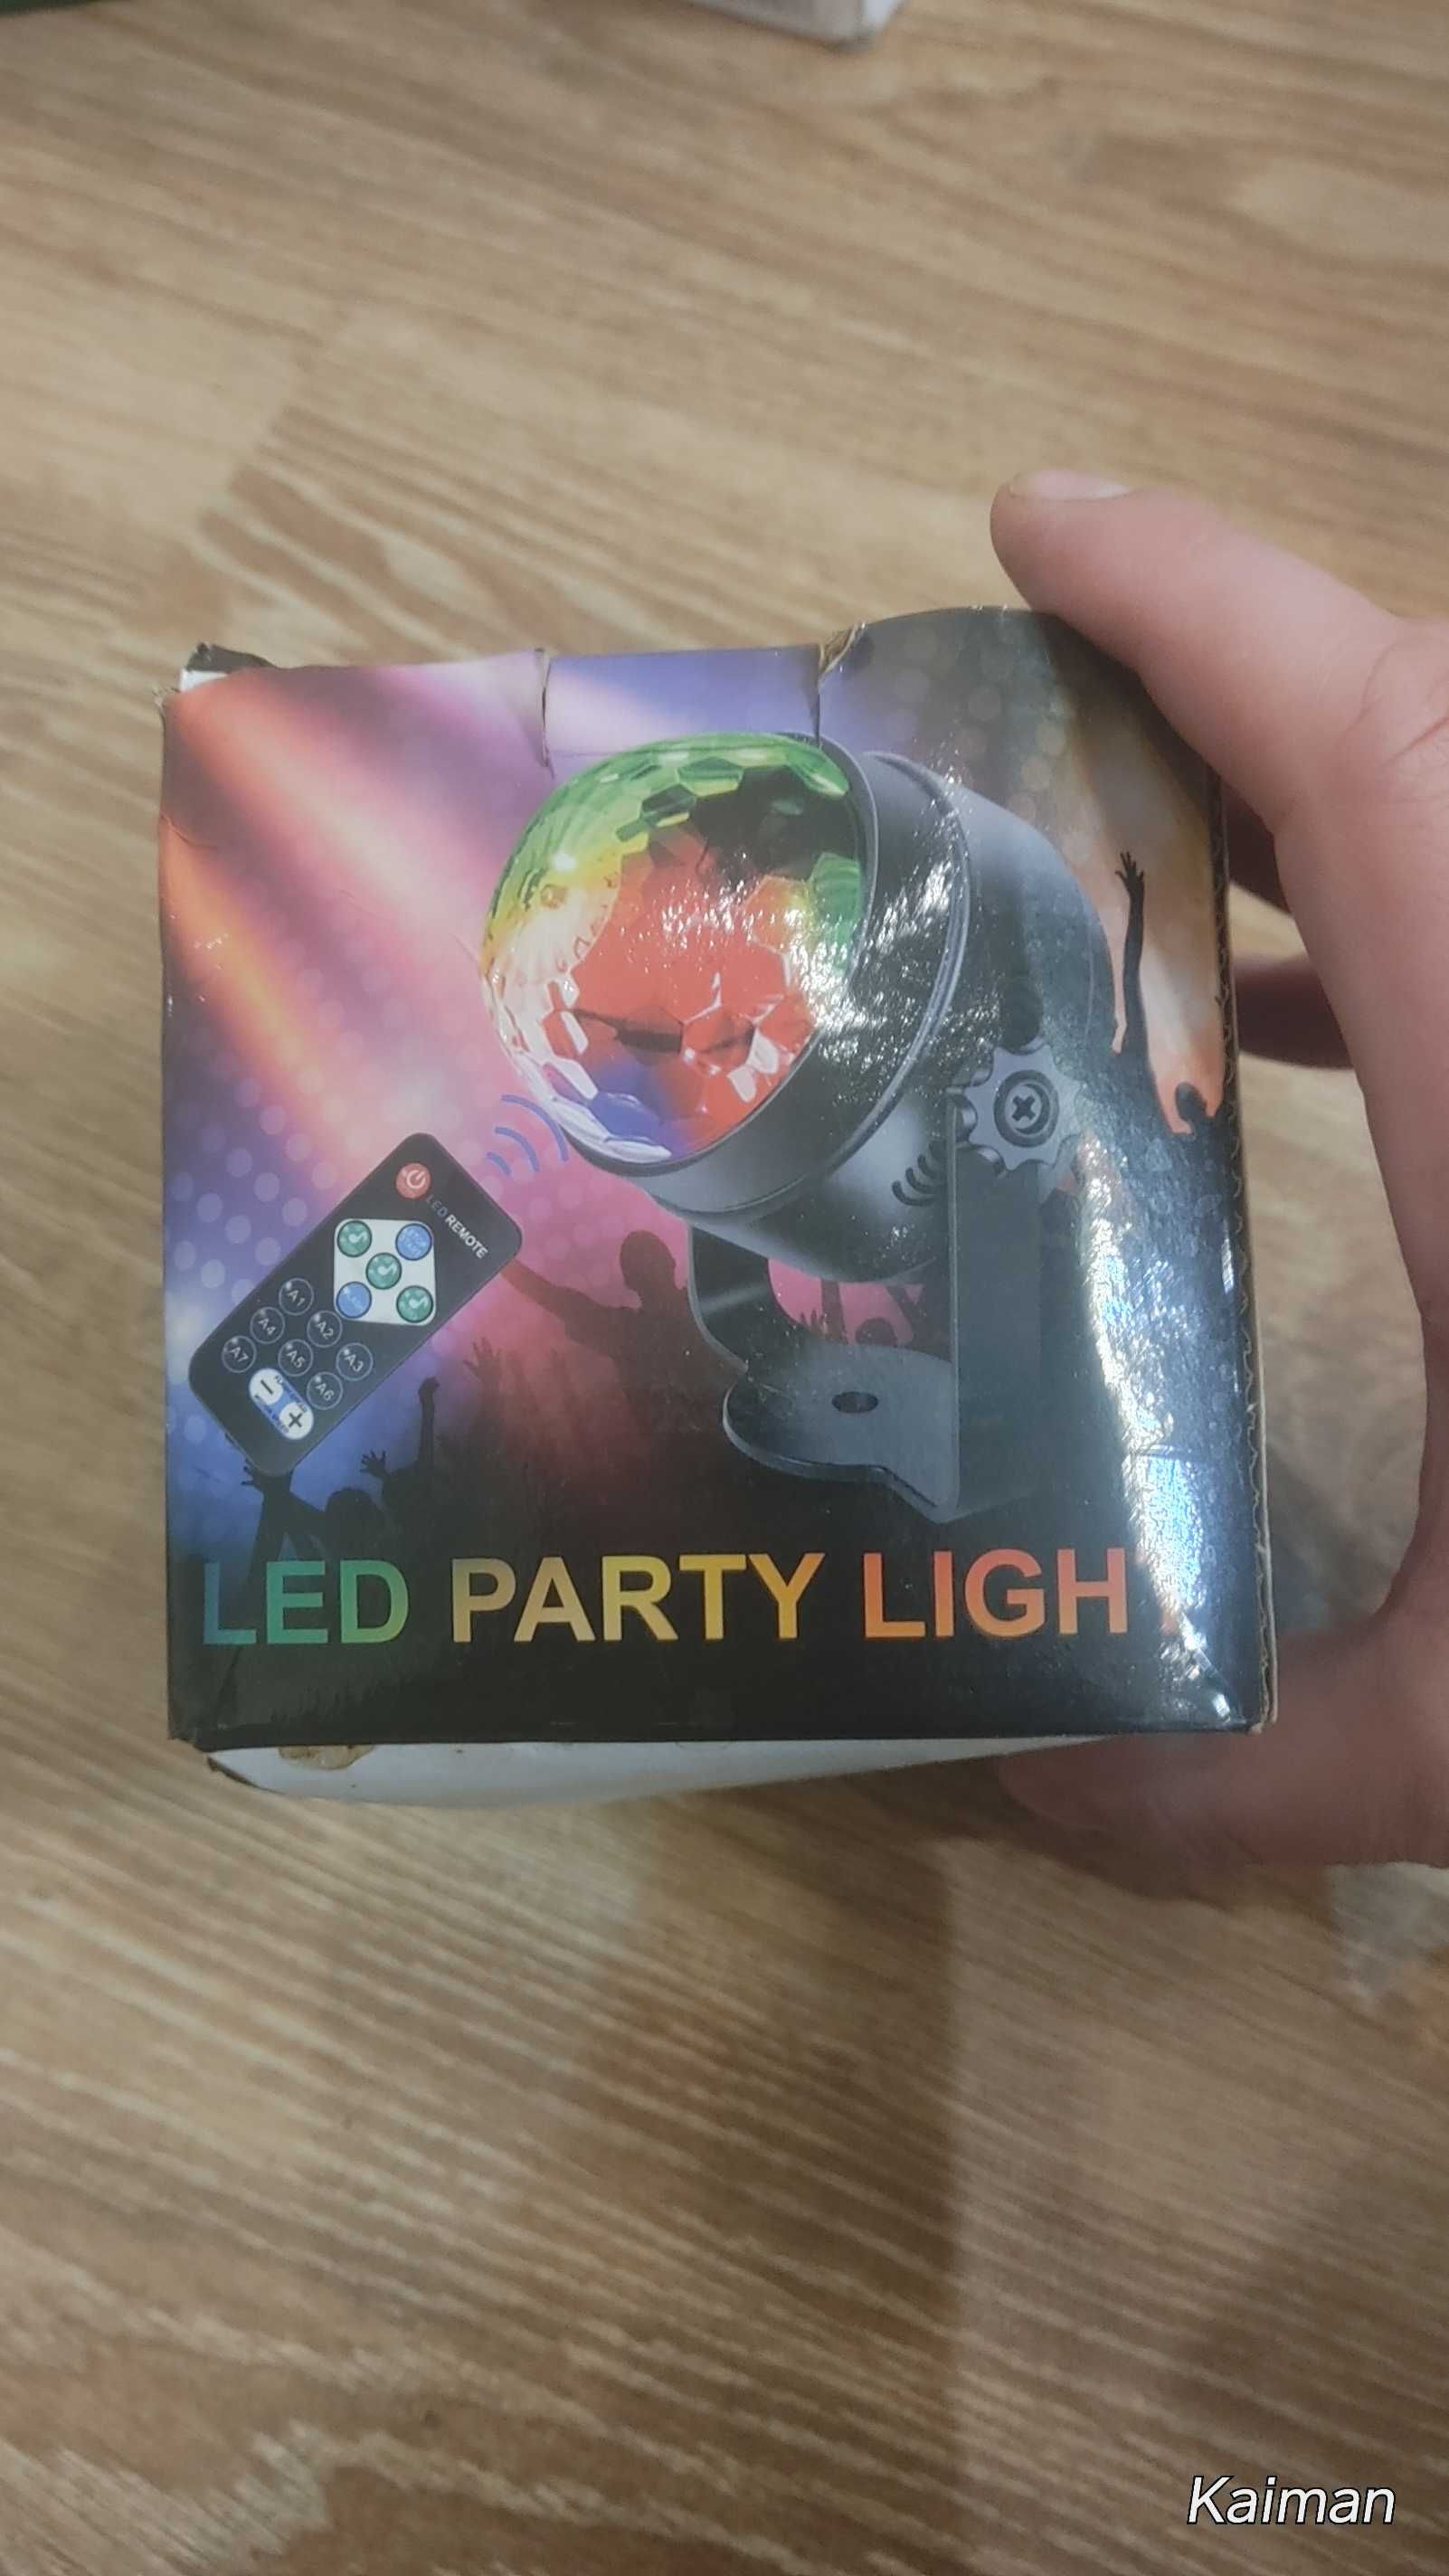 LED REMOTE
A1
A2
A3
A4
A5
A6
A7
LED PARTY LIGH
Kaiman